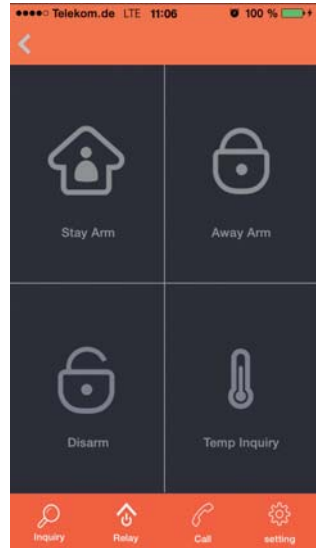 Telekom.de LTE 11:06 100 %
Stay Arm Away Arm
Disarm Temp Inquiry
Inquiry Relay Call setting